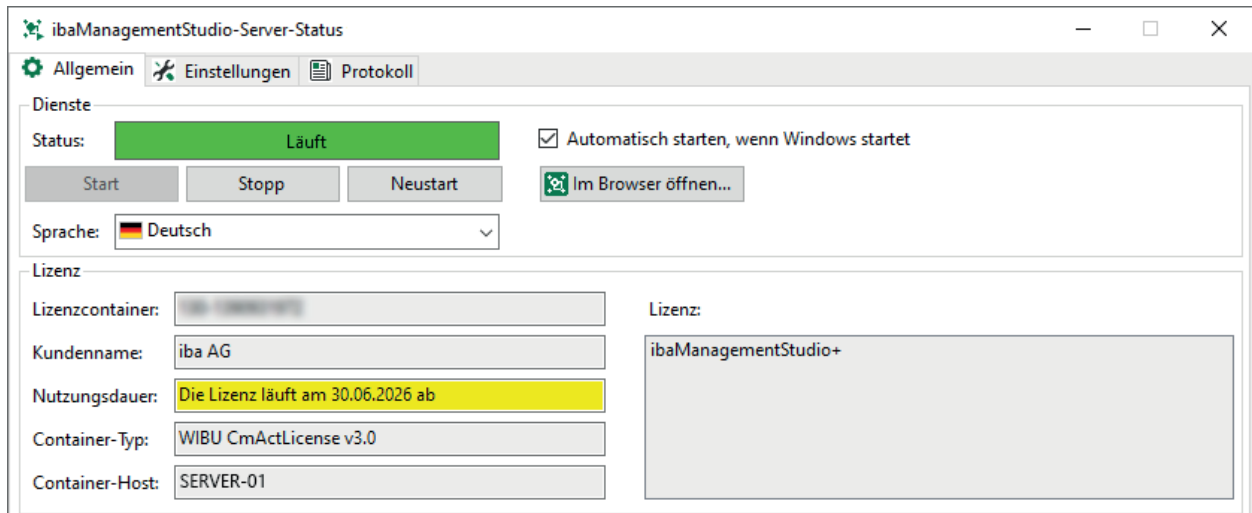 ibaManagementStudio-Server-Status
Allgemein Einstellungen Protokoll
Dienste
Status: Läuft Automatisch starten, wenn Windows startet
Start Stopp Neustart Im Browser öffnen...
Sprache: Deutsch
Lizenz
Lizenzcontainer: Lizenz:
Kundenname: iba AG ibaManagementStudio+
Nutzungsdauer: Die Lizenz läuft am 30.06.2026 ab
Container-Typ: WIBU CmActLicense v3.0
Container-Host: SERVER-01